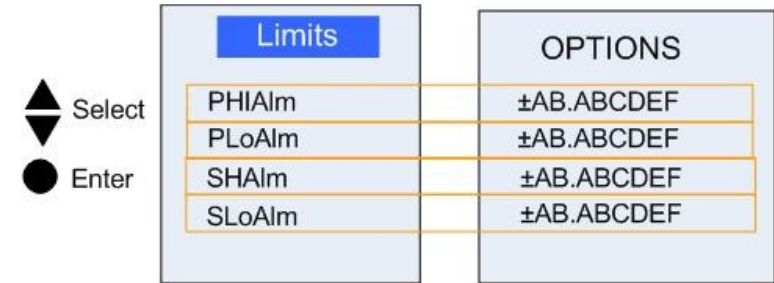 Limits
OPTIONS
Select
Enter
PHIAlm ±AB.ABCDEF
PLoAlm ±AB.ABCDEF
SHAlm ±AB.ABCDEF
SLoAlm ±AB.ABCDEF